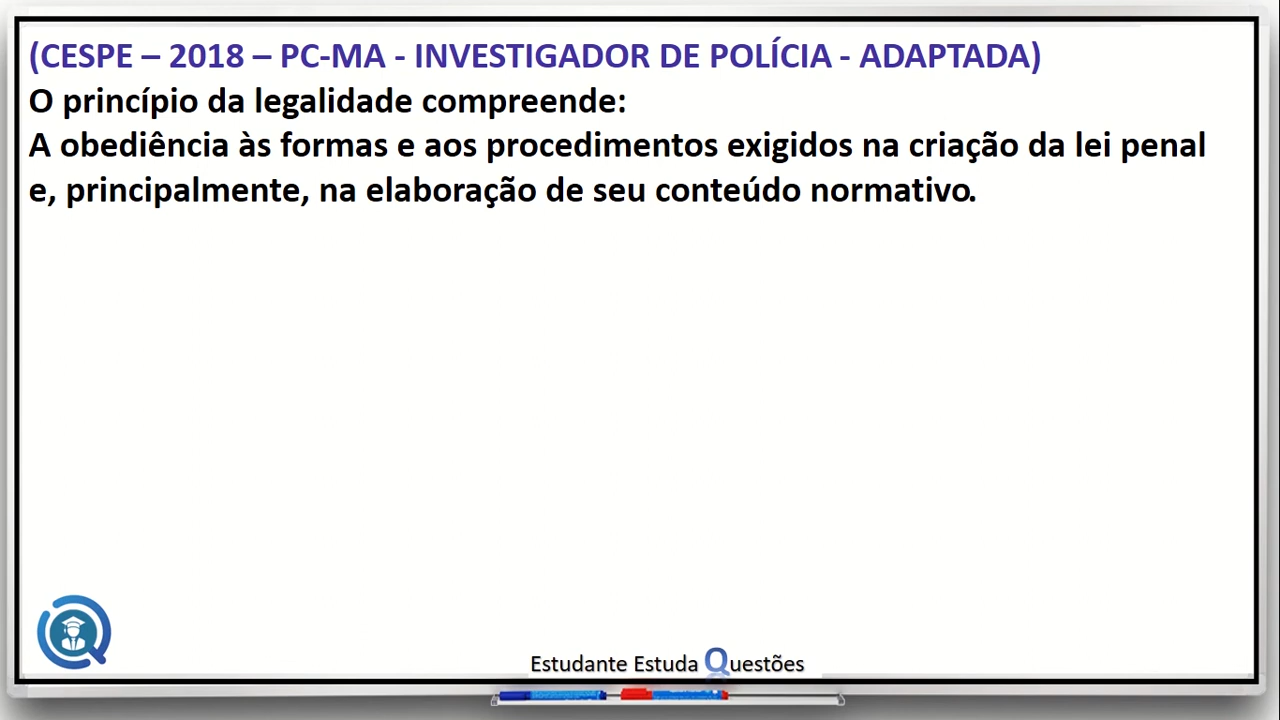 (CESPE – 2018 – PC-MA - INVESTIGADOR DE POLÍCIA - ADAPTADA)
O princípio da legalidade compreende:
A obediência às formas e aos procedimentos exigidos na criação da lei penal
e, principalmente, na elaboração de seu conteúdo normativo.
Estudante Estuda Questões